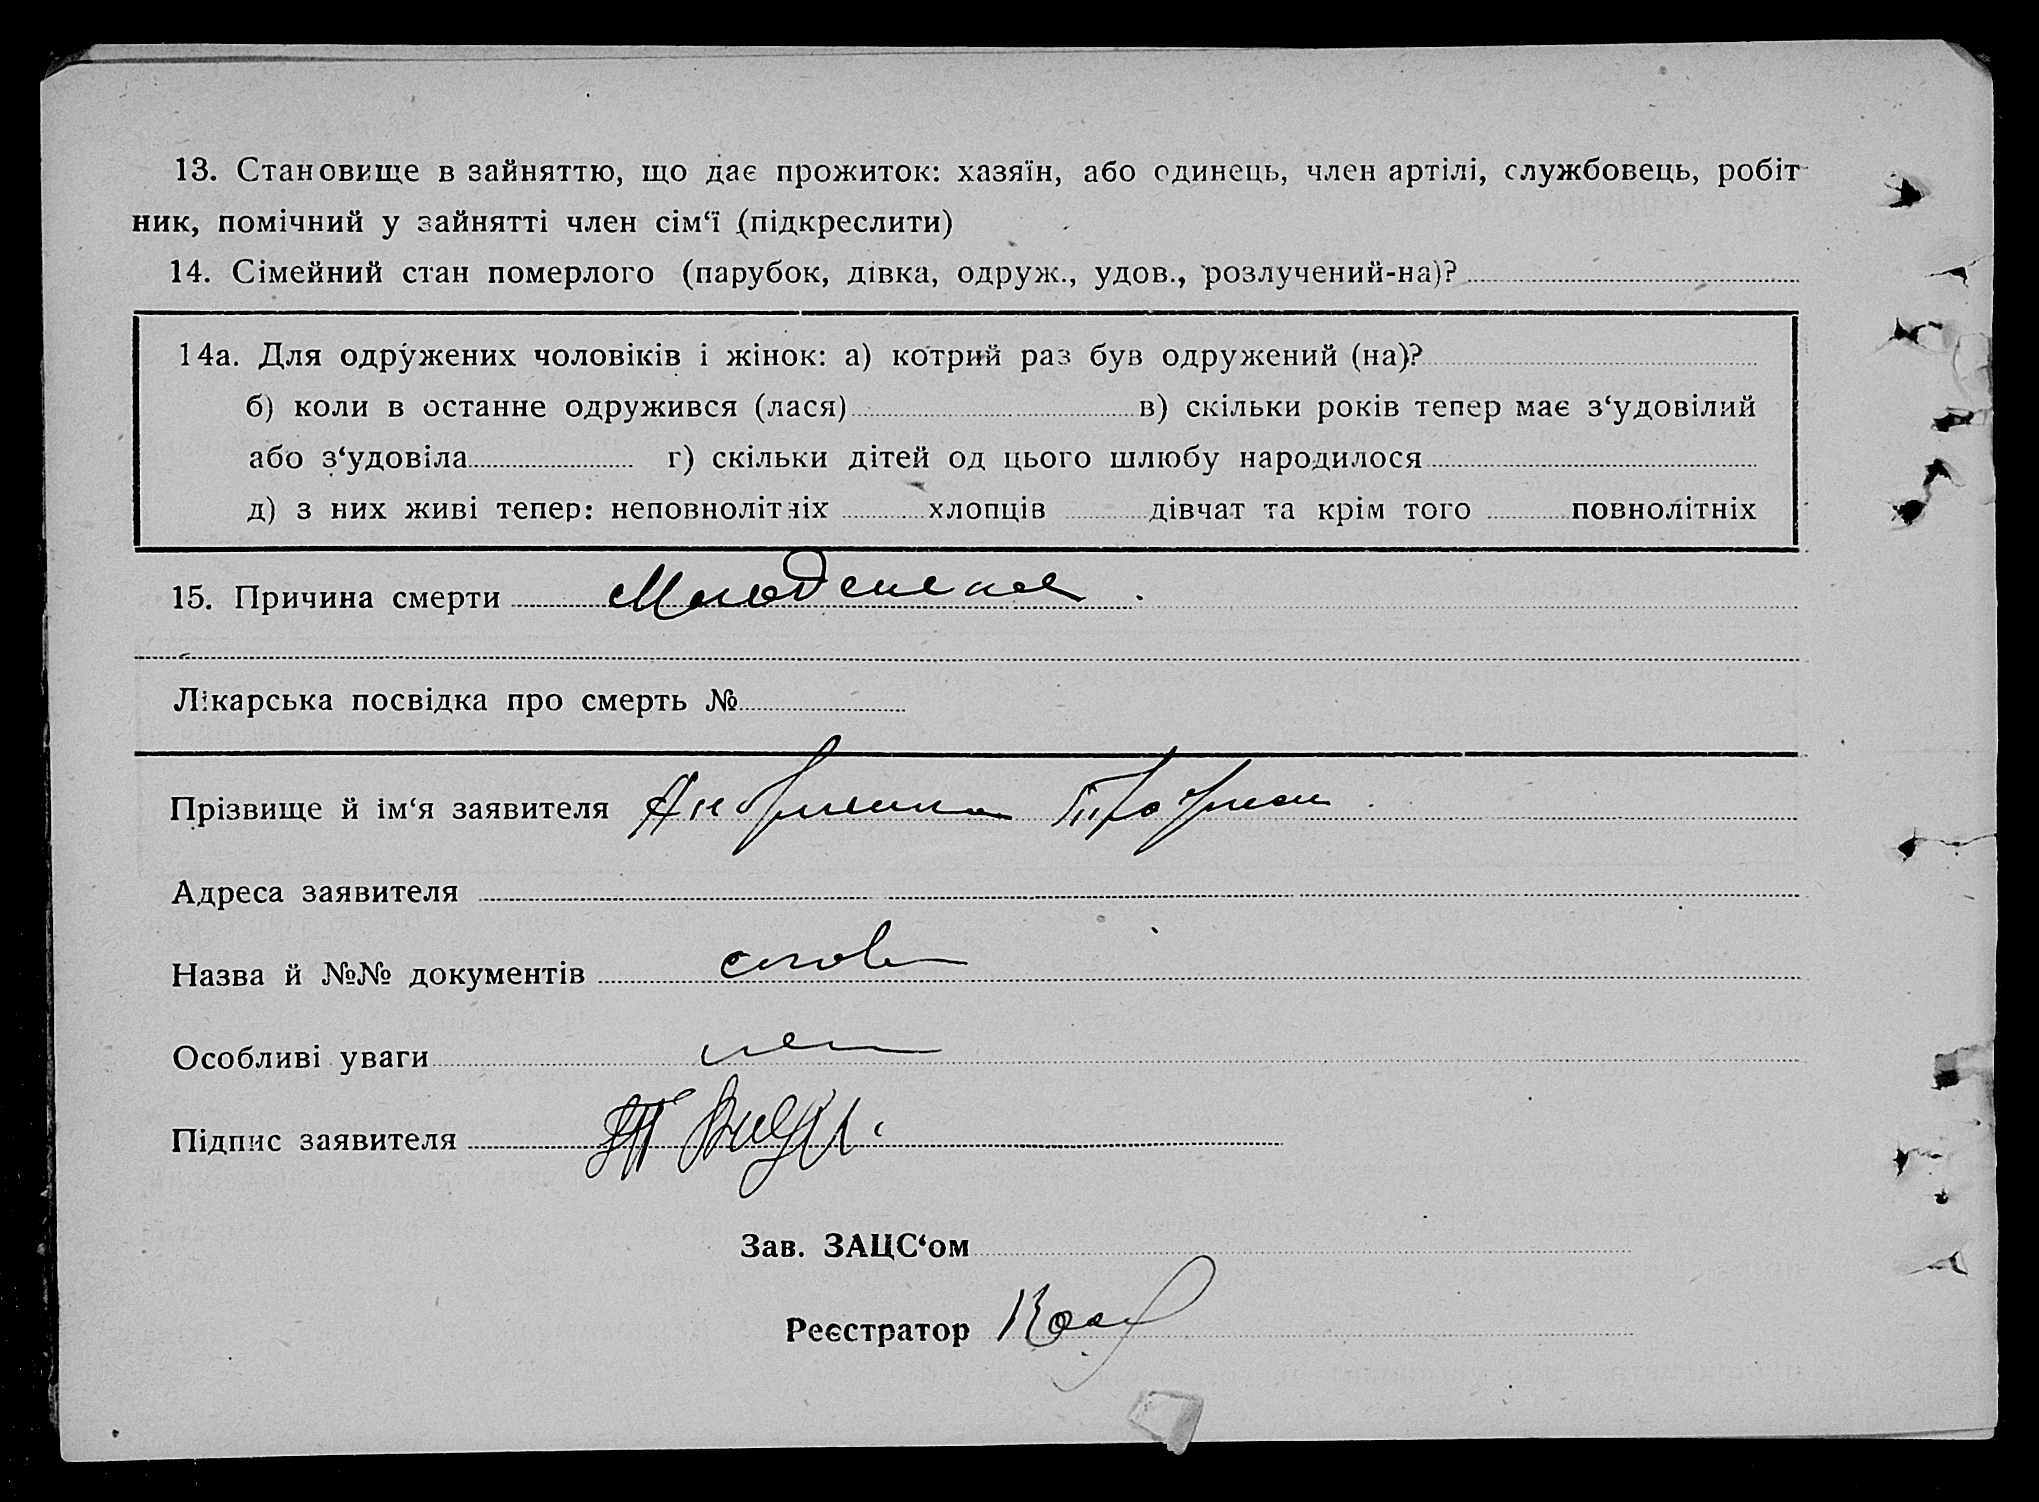 13. Становище в зайняттю, що дає прожиток: хазяїн, або одинець, член артілі, службовець, робіт
ник, помічний у зайнятті член сім‘ї (підкреслити)
14. Сімейний стан померлого (парубок, дівка, одруж., удов., розлучений-на)?
14а. Для одружених чоловіків і жінок: а) котрий раз був одружений (на)?
б) коли в останне одружився (лася) в) скільки років тепер має з‘удовілий
або з‘удовіла г) скільки дітей од цього шлюбу народилося
д) з них живі тепер: неповнолітніх хлопців дівчат та крім того повнолітніх
15. Причина смерти
Лікарська посвідка про смерть №
Прізвище й ім‘я заявителя
Адреса заявителя
Назва й №№ документів
Особливі уваги нет
Підпис заявителя
Зав. ЗАЦС‘ом
Реєстратор